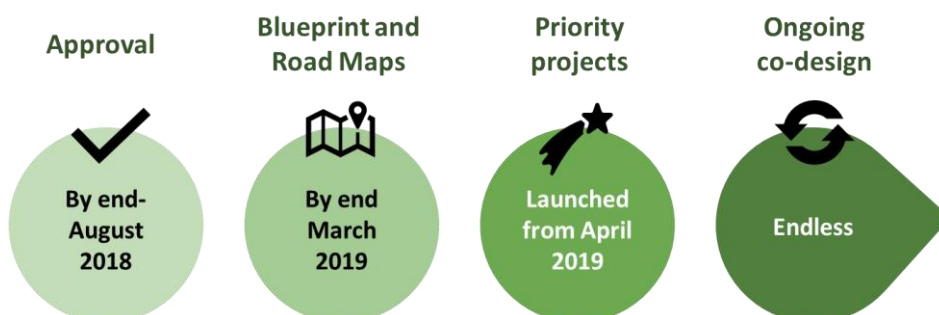 Approval
By end-
August
2018
Blueprint and
Road Maps
By end
March
2019
Priority
projects
Launched
from April
2019
Ongoing
co-design
Endless